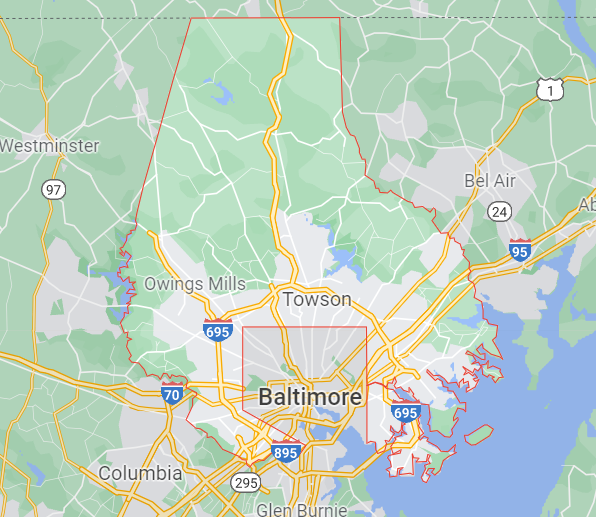 1
Westminster
Bel Air
97
24
Ab
95
Owings Mills
Towson
695
70
Baltimore
695
895
Columbia
295
Glen Burnie